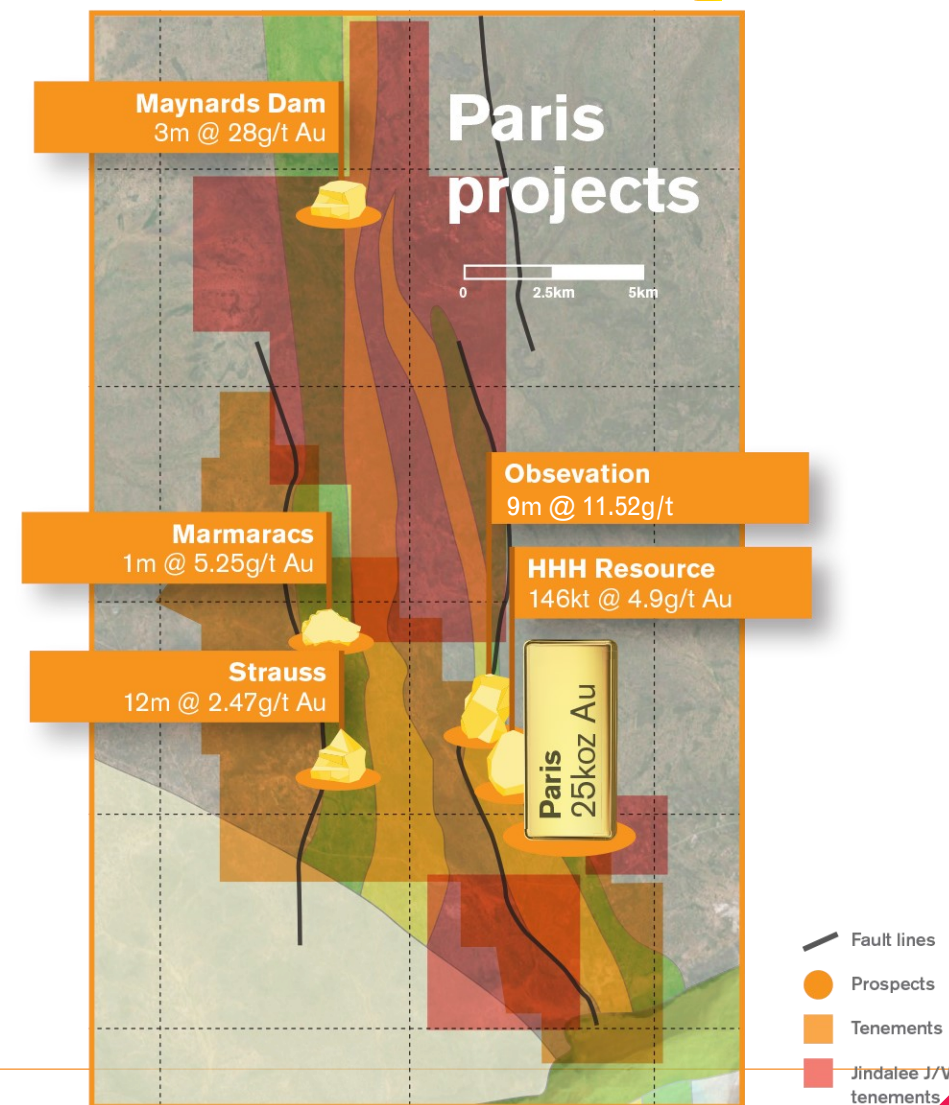 Paris
projects
0 2.5km 5km
Maynards Dam
3m @ 28g/t Au
Obsevation
9m @ 11.52g/t
Marmaracs
1m @ 5.25g/t Au
HHH Resource
146kt @ 4.9g/t Au
Strauss
12m @ 2.47g/t Au
Paris
25koz Au
Fault lines
Prospects
Tenements
Jindalee J/V
tenements